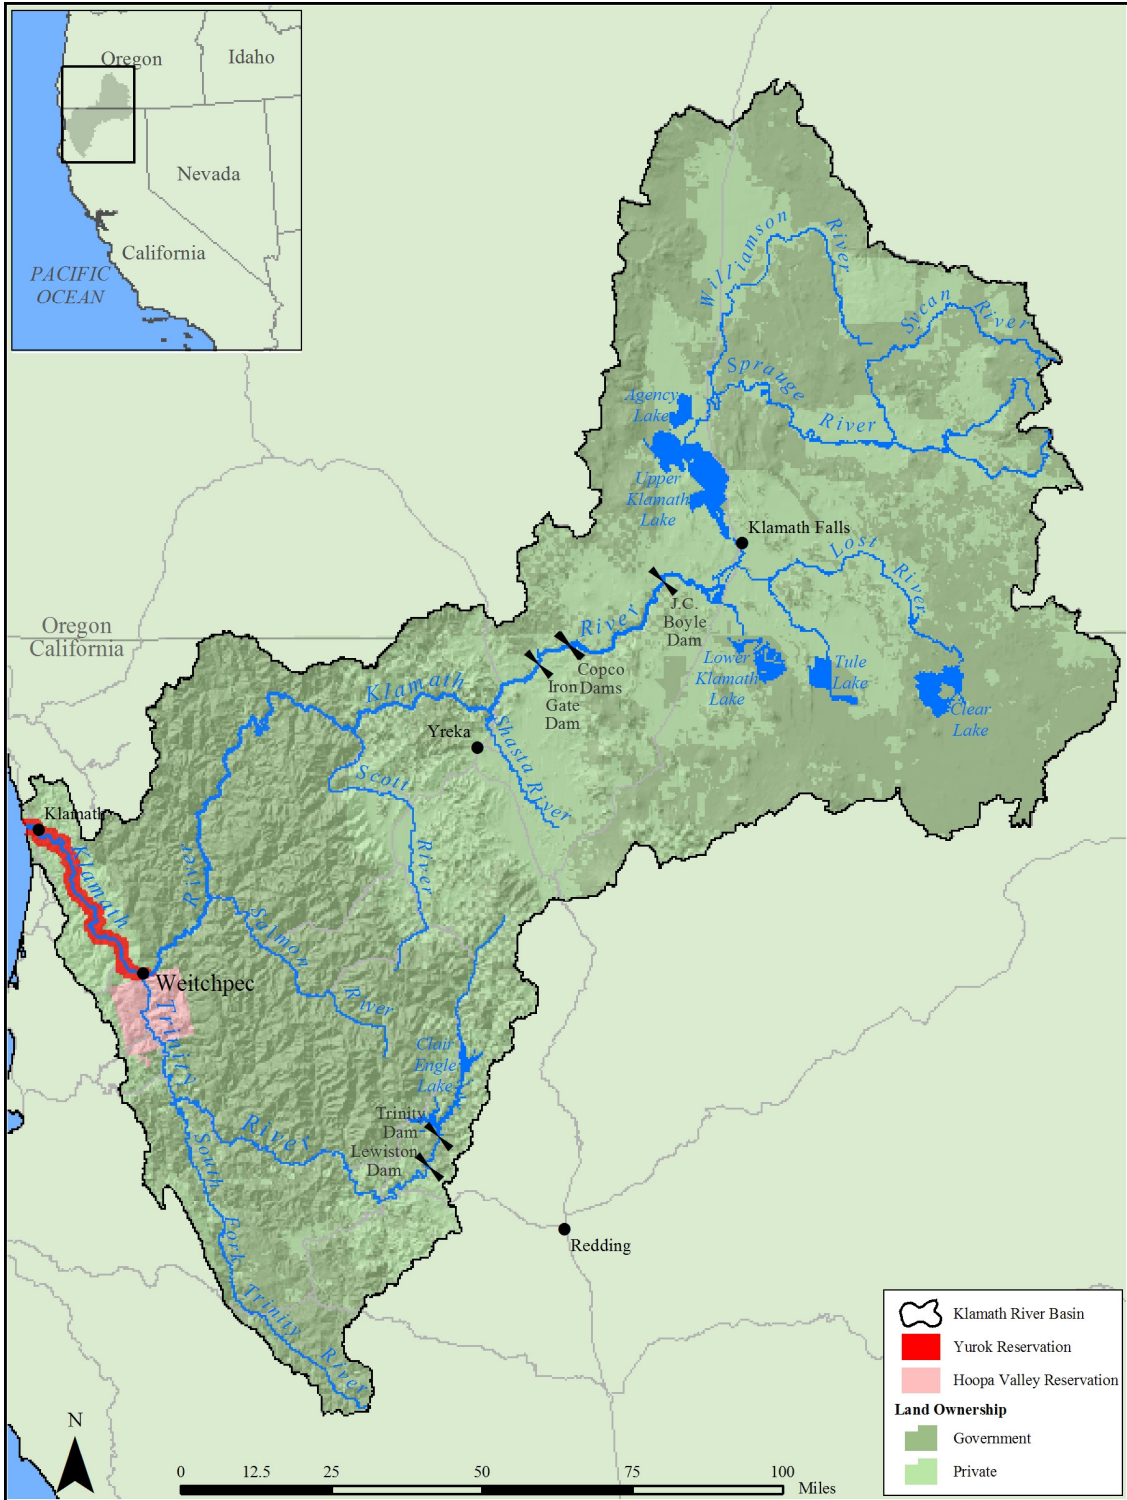 Oregon
Idaho
Nevada
California
PACIFIC
OCEAN
Williamson
River
Sycan
River
Sprauge
River
Agency
Lake
Upper
Klamath
Lake
Klamath Falls
Lost
River
J.C.
Boyle
Dam
River
Copco
Dams
Iron
Gate
Dam
Lower
Klamath
Lake
Tule
Lake
Clear
Lake
Oregon
California
Klamath
Yreka
Shasta River
Scott
River
Klamath
Klamath
River
Salmon
River
Weitchpec
Trinity
River
Clair
Engle
Lake
Trinity
Dam
Lewiston
Dam
South
Fork
Trinity
River
Redding
Klamath River Basin
Yurok Reservation
Hoopa Valley Reservation
Land Ownership
Government
Private
N
0 12.5 25 50 75 100
Miles